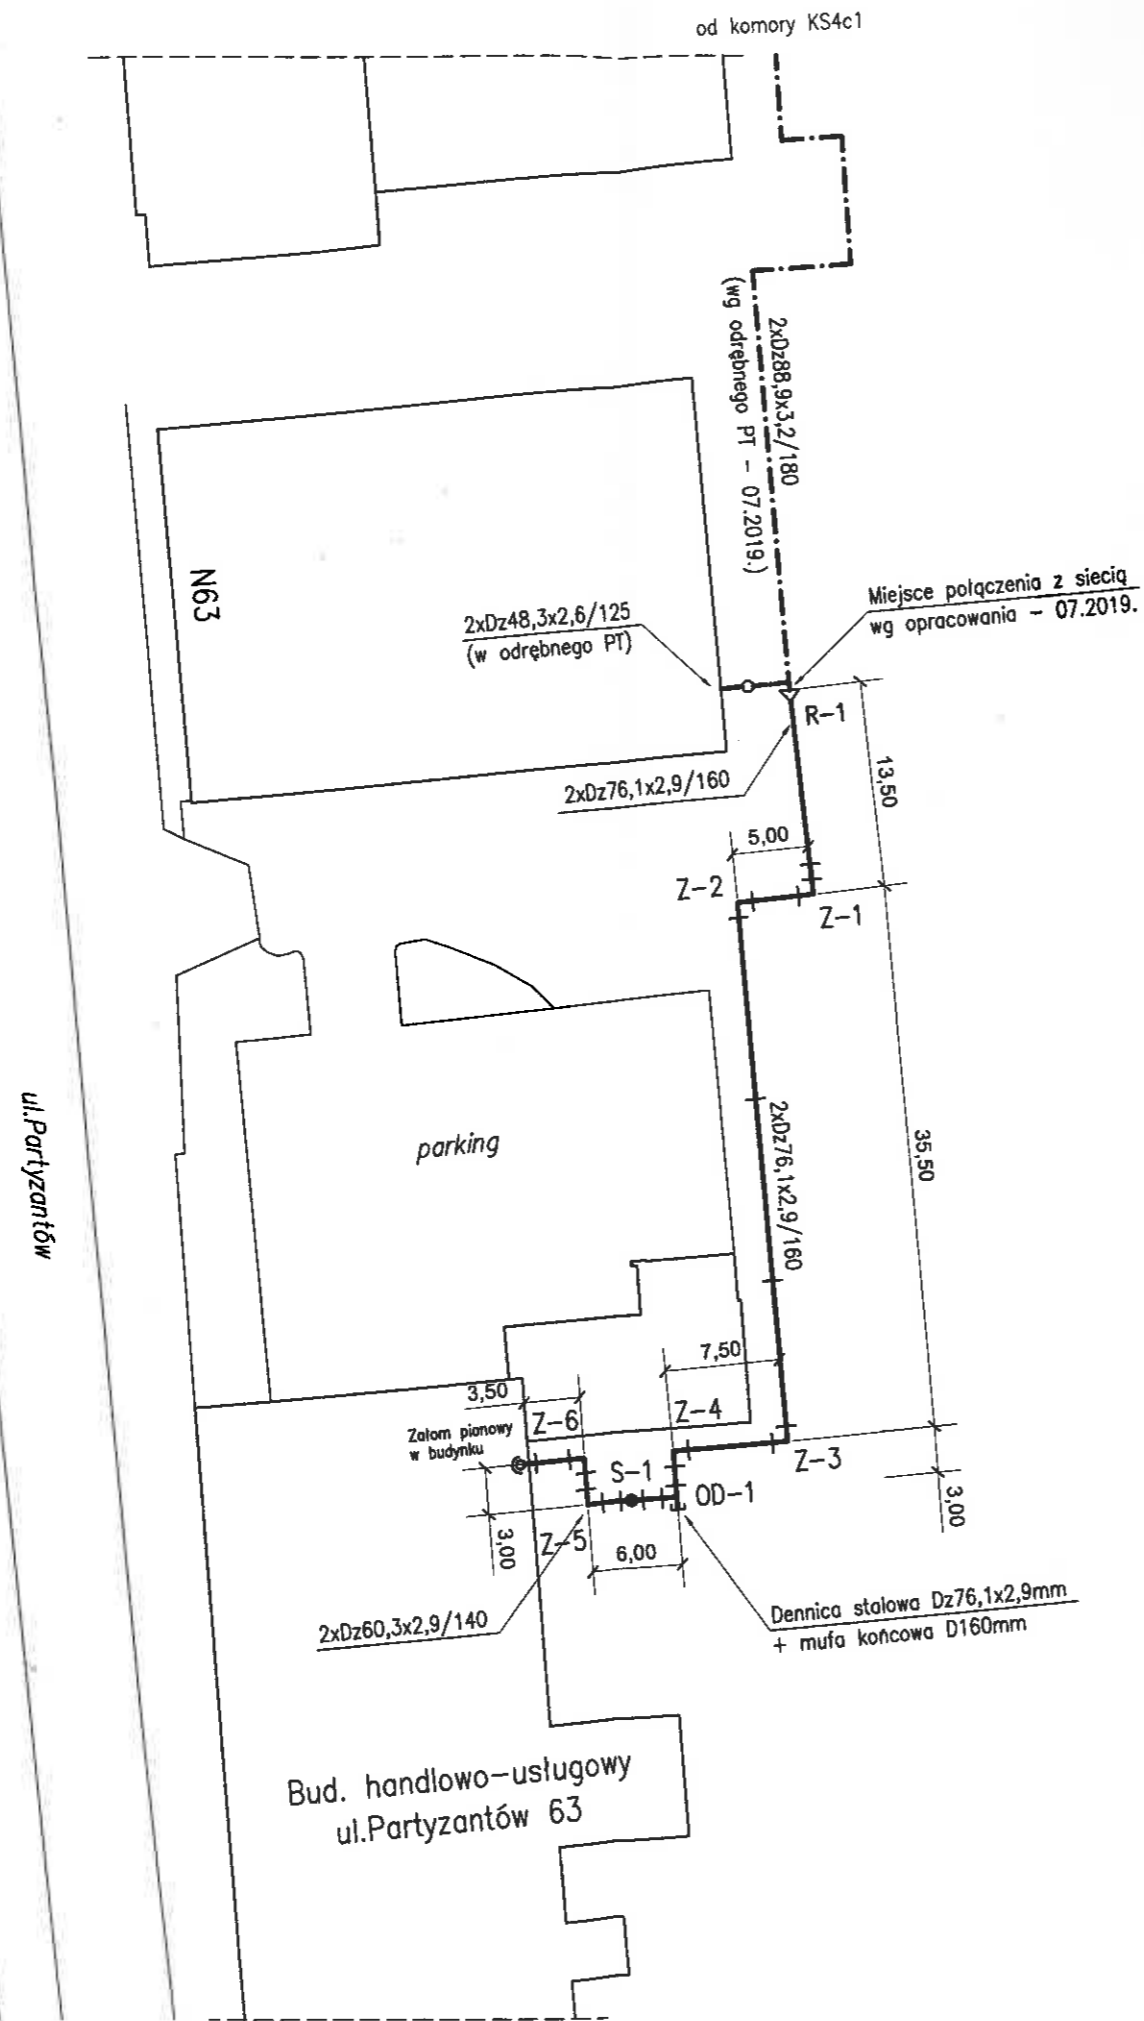 od komory KS4c1
2xDz88,9x3,2/180
(wg odrębnego PT - 07.2019.)
N63
2xDz48,3x2,6/125
(w odrębnego PT)
Miejsce połączenia z siecią
wg opracowania - 07.2019.
R-1
2xDz76,1x2,9/160
13,50
5,00
Z-2
Z-1
ul.Partyzantów
parking
2xDz76,1x2,9/160
35,50
7,50
3,50
Z-6
Z-4
Załom pionowy
w budynku
Z-3
S-1
OD-1
3,00
3,00
Z-5
6,00
2xDz60,3x2,9/140
Dennica stalowa Dz76,1x2,9mm
+ mufa końcowa D160mm
Bud. handlowo-usługowy
ul.Partyzantów 63